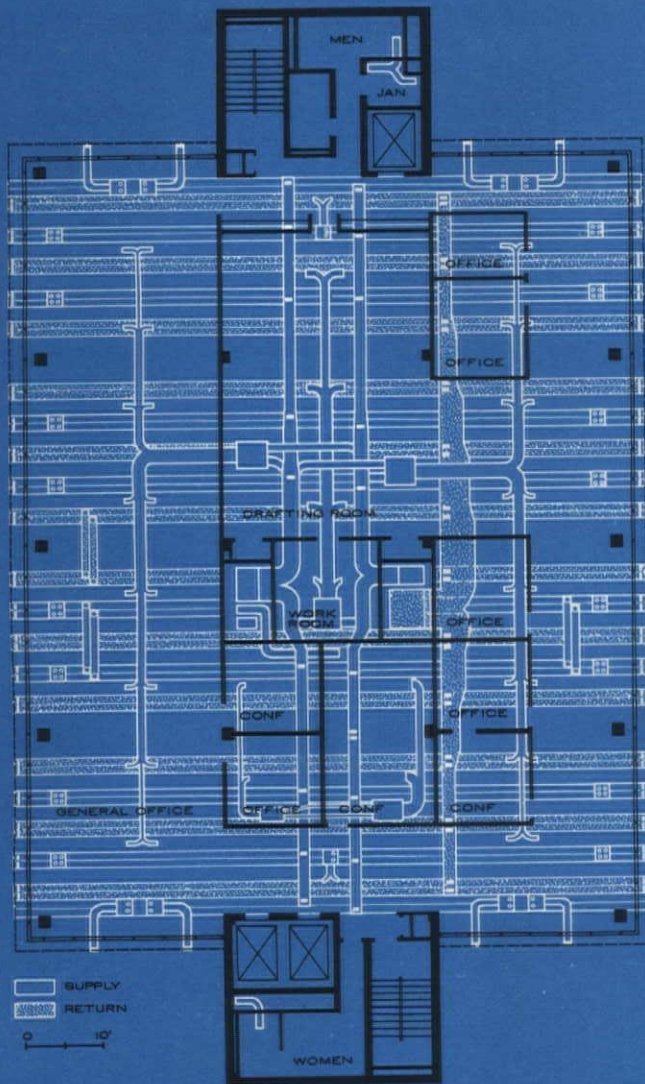 MEN
JAN.
OFFICE
OFFICE
DRAFTING ROOM
WORK
ROOM
OFFICE
CONF
OFFICE
GENERAL OFFICE
OFFICE
CONF
CONF
SUPPLY
RETURN
0 10'
WOMEN